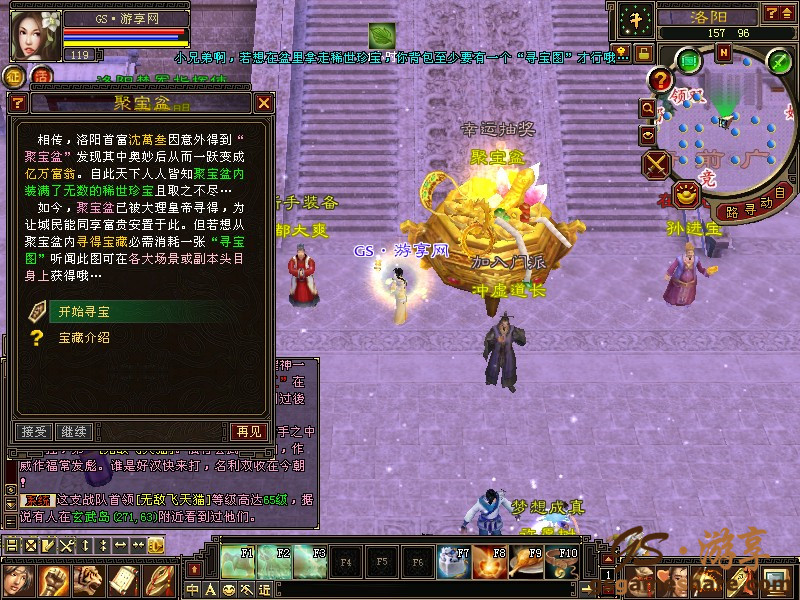 GS·游享网
119
洛阳
157 96
小兄弟啊，若想在盆里拿走稀世珍宝，你背包至少要有一个“寻宝图”才行哦…
征
活
N
聚宝盆
相传，洛阳首富沈萬叁因意外得到“
聚宝盆”发现其中奥妙后从而一跃变成
亿万富翁。自此天下人人皆知聚宝盆内
装满了无数的稀世珍宝且取之不尽…
如今，聚宝盆已被大理皇帝寻得，为
让城民能同享富贵安置于此。但若想从
聚宝盆内寻得宝藏必需消耗一张“寻宝
图”听闻此图可在各大场景或副本头目
身上获得哦…
开始寻宝
宝藏介绍
接受
继续
再见
幸运抽奖
聚宝盆
GS·游享网
加入门派
冲虚道长
孙进宝
自动寻路
梦想成真
手之中
威作福常发彪。谁是好汉快来打，名利双收在今朝
！
这支战队首领[无敌飞天猫]等级高达65级，据
说有人在玄武岛(271,63)附近看到过他们。
F1 F2 F3 F4 F5 F6 F7 F8 F9 F10
中 A
近
1
GS·游享